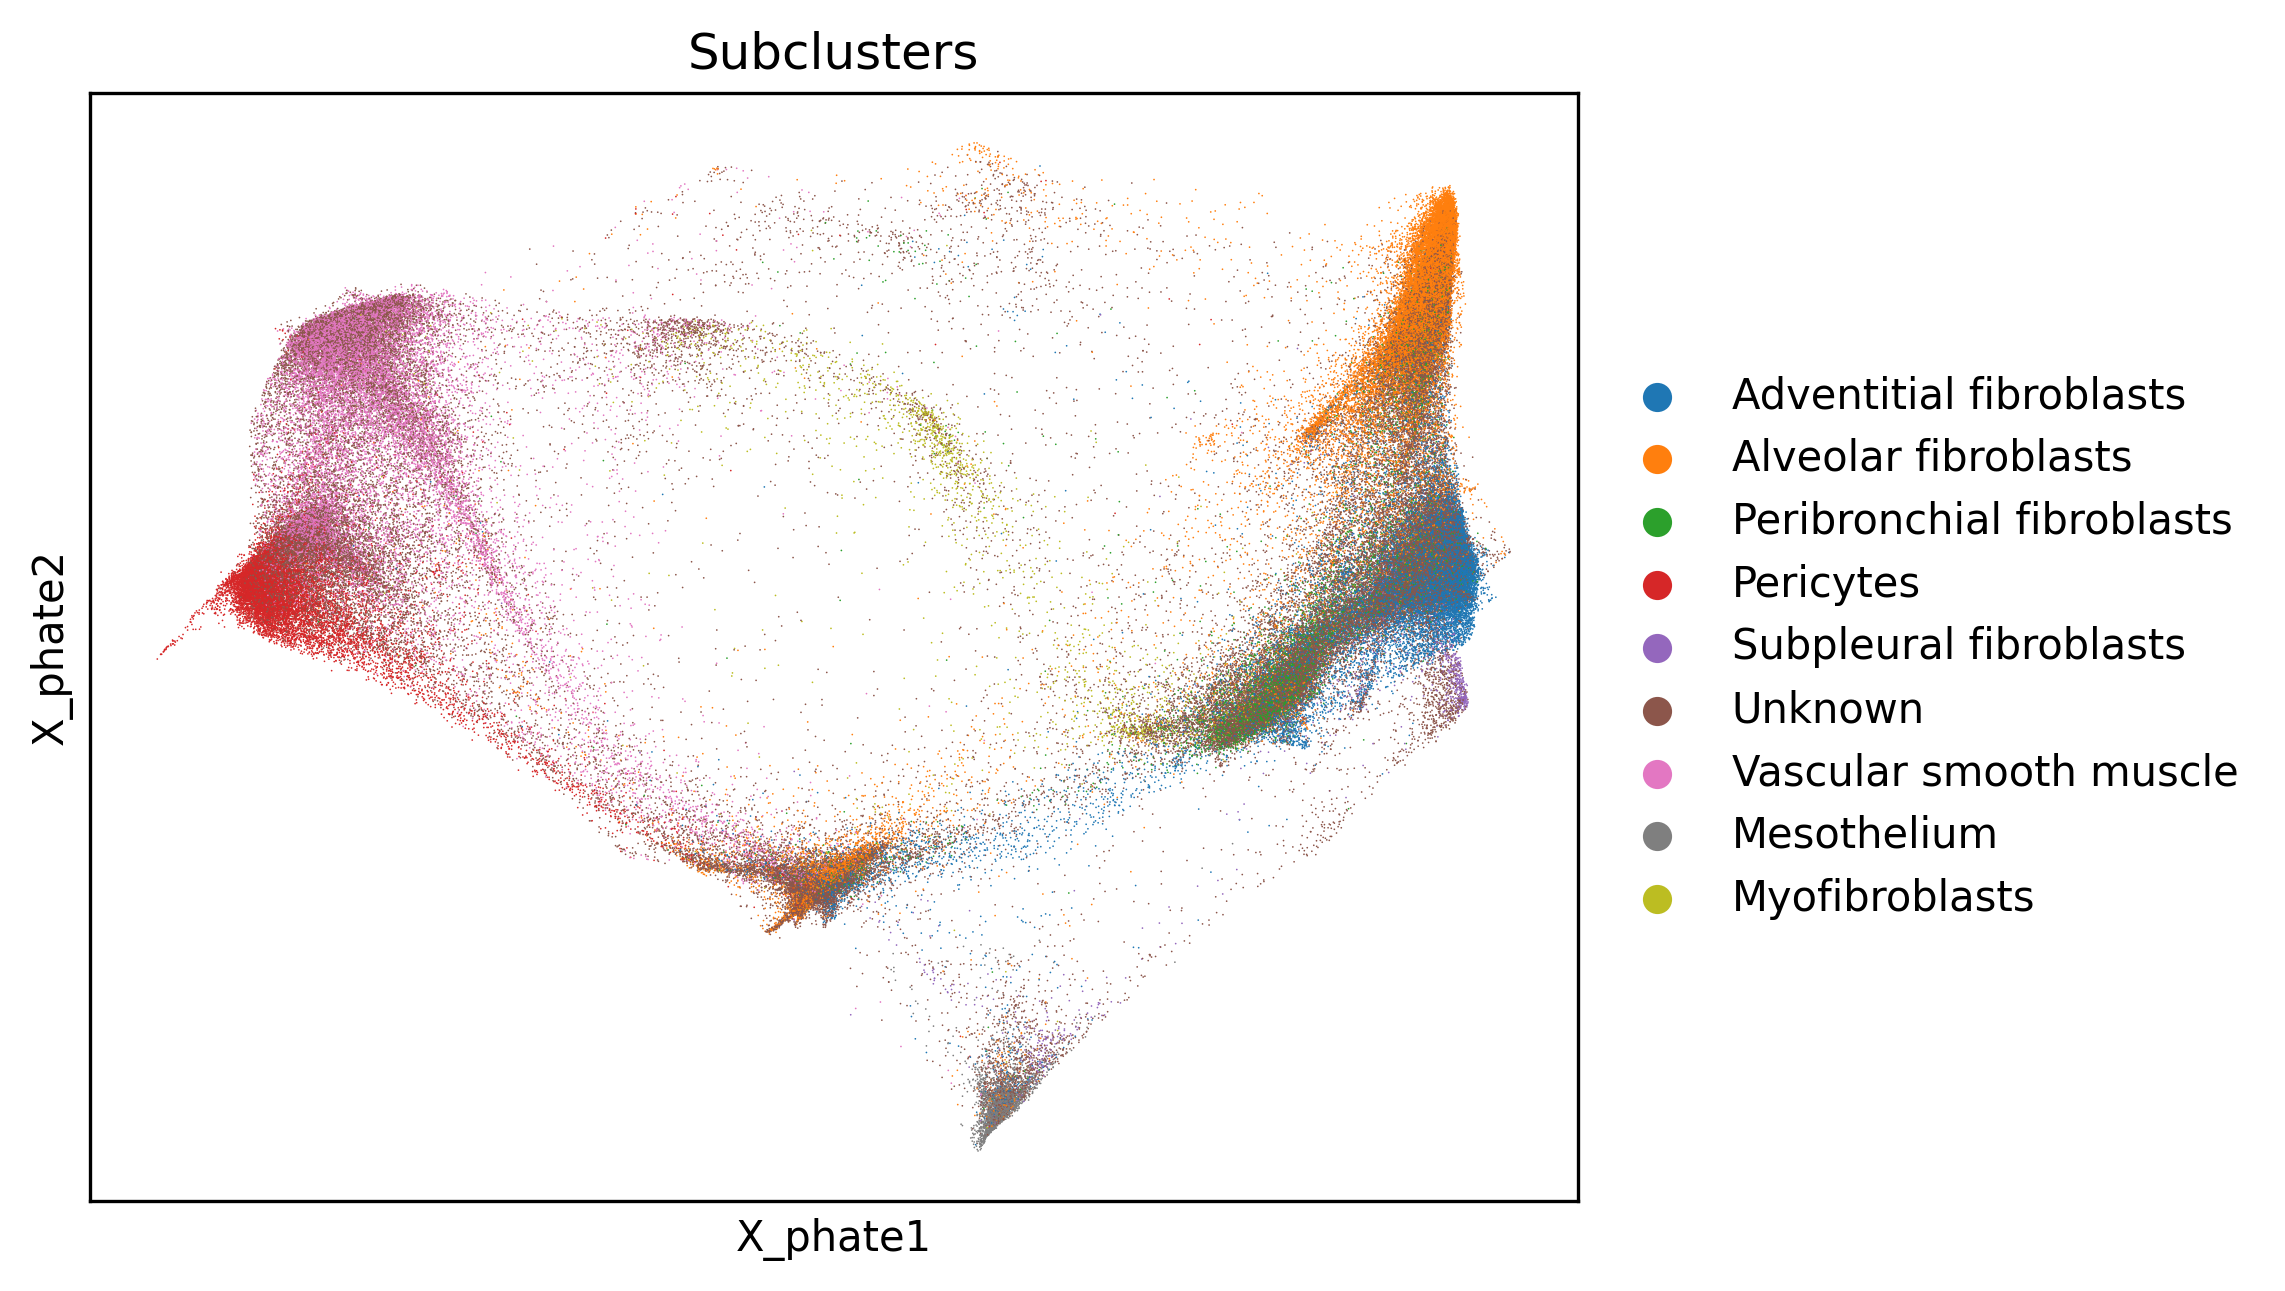 Subclusters
X_phate2
X_phate1
Adventitial fibroblasts
Alveolar fibroblasts
Peribronchial fibroblasts
Pericytes
Subpleural fibroblasts
Unknown
Vascular smooth muscle
Mesothelium
Myofibroblasts